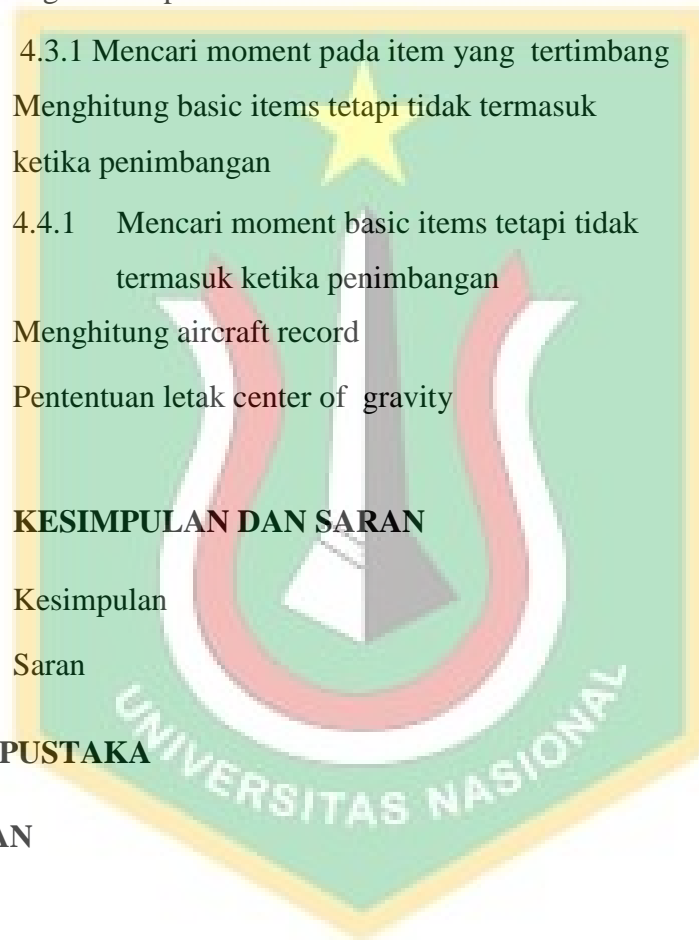 4.3.1 Mencari moment pada item yang tertimbang
Menghitung basic items tetapi tidak termasuk
ketika penimbangan
4.4.1 Mencari moment basic items tetapi tidak
termasuk ketika penimbangan
Menghitung aircraft record
Pententuan letak center of gravity
KESIMPULAN DAN SARAN
Kesimpulan
Saran
UNIVERSITAS NASIONAL
PUSTAKA
AN